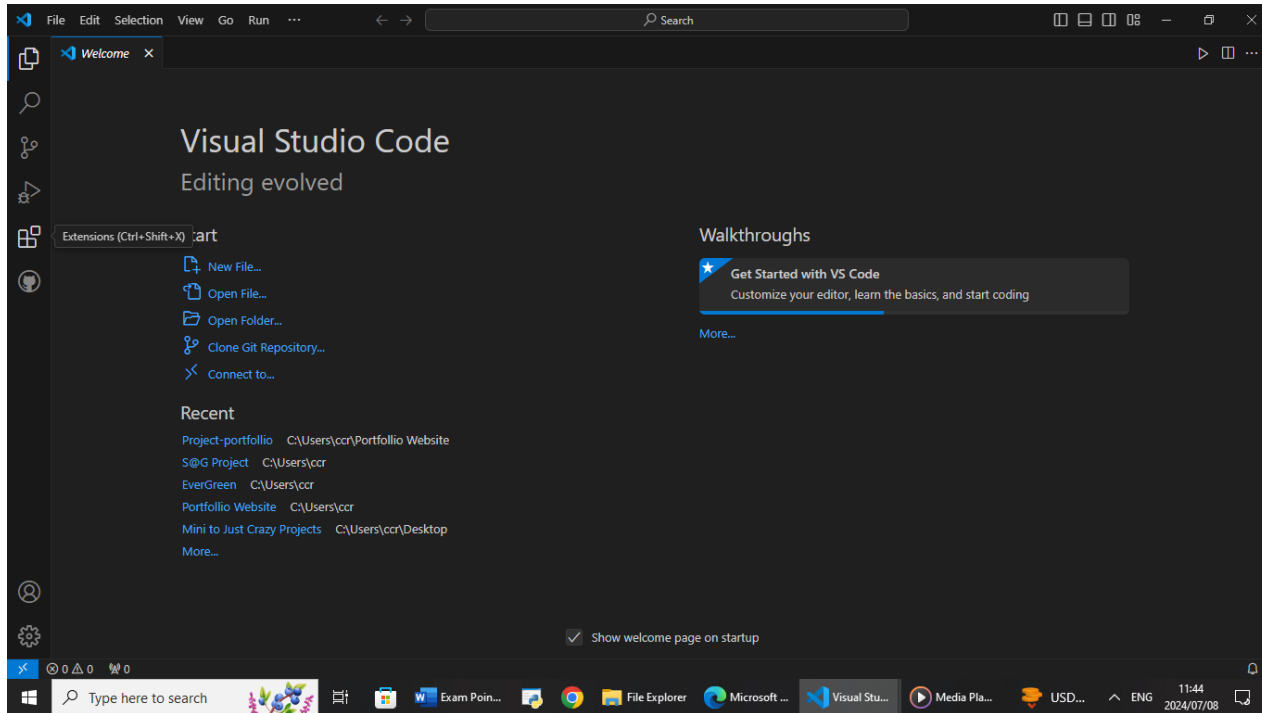 File Edit Selection View Go Run ··· Search
Welcome
Visual Studio Code
Editing evolved
Extensions (Ctrl+Shift+X) tart
New File...
Open File...
Open Folder...
Clone Git Repository...
Connect to...
Walkthroughs
Get Started with VS Code
Customize your editor, learn the basics, and start coding
More...
Recent
Project-portfollio C:\Users\ccr\Portfollio Website
S@G Project C:\Users\ccr
EverGreen C:\Users\ccr
Portfollio Website C:\Users\ccr
Mini to Just Crazy Projects C:\Users\ccr\Desktop
More...
Show welcome page on startup
0 0 0
Type here to search Exam Poin... File Explorer Microsoft ... Visual Stu... Media Pla... USD... ENG 11:44
2024/07/08